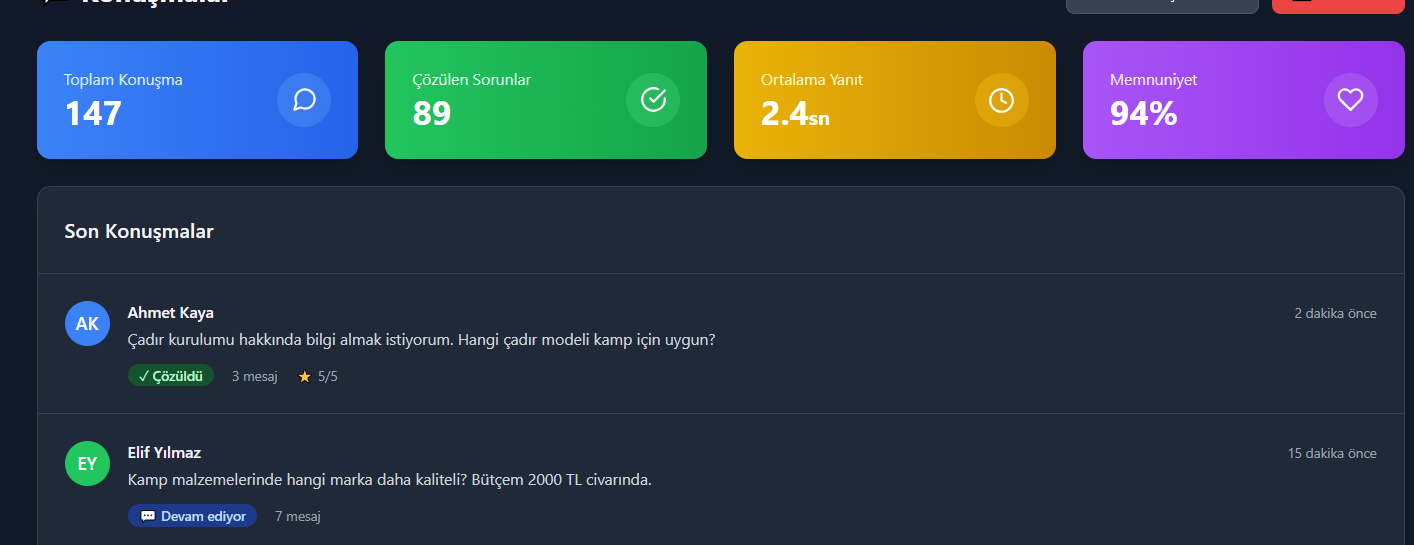 Konuşmalar
Toplam Konuşma
147
Çözülen Sorunlar
89
Ortalama Yanıt
2.4sn
Memnuniyet
94%
Son Konuşmalar
AK
Ahmet Kaya
2 dakika önce
Çadır kurulumu hakkında bilgi almak istiyorum. Hangi çadır modeli kamp için uygun?
✓ Çözüldü
3 mesaj
⭐ 5/5
EY
Elif Yılmaz
15 dakika önce
Kamp malzemelerinde hangi marka daha kaliteli? Bütçem 2000 TL civarında.
💬 Devam ediyor
7 mesaj